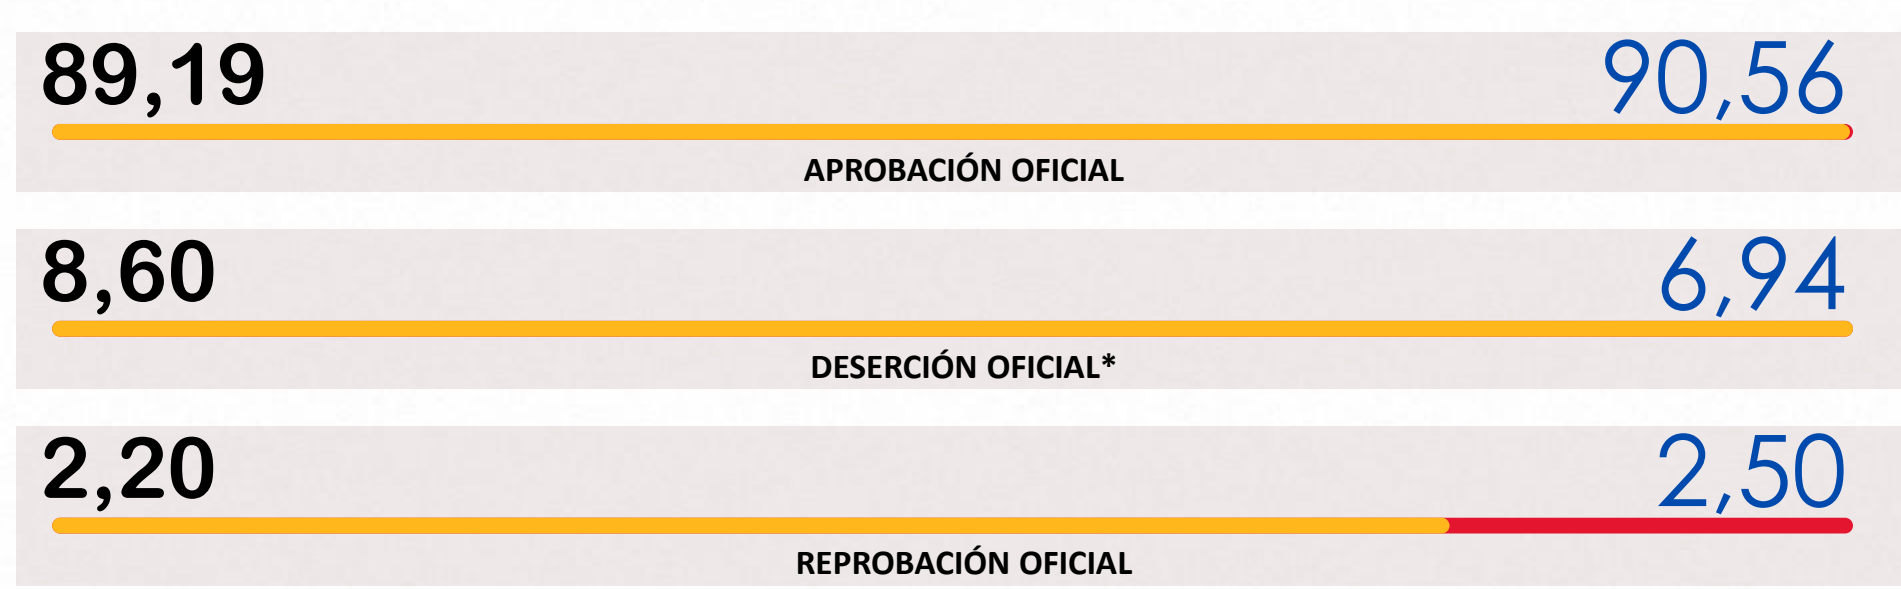 89,19 90,56
APROBACIÓN OFICIAL
8,60 6,94
DESERCIÓN OFICIAL*
2,20 2,50
REPROBACIÓN OFICIAL